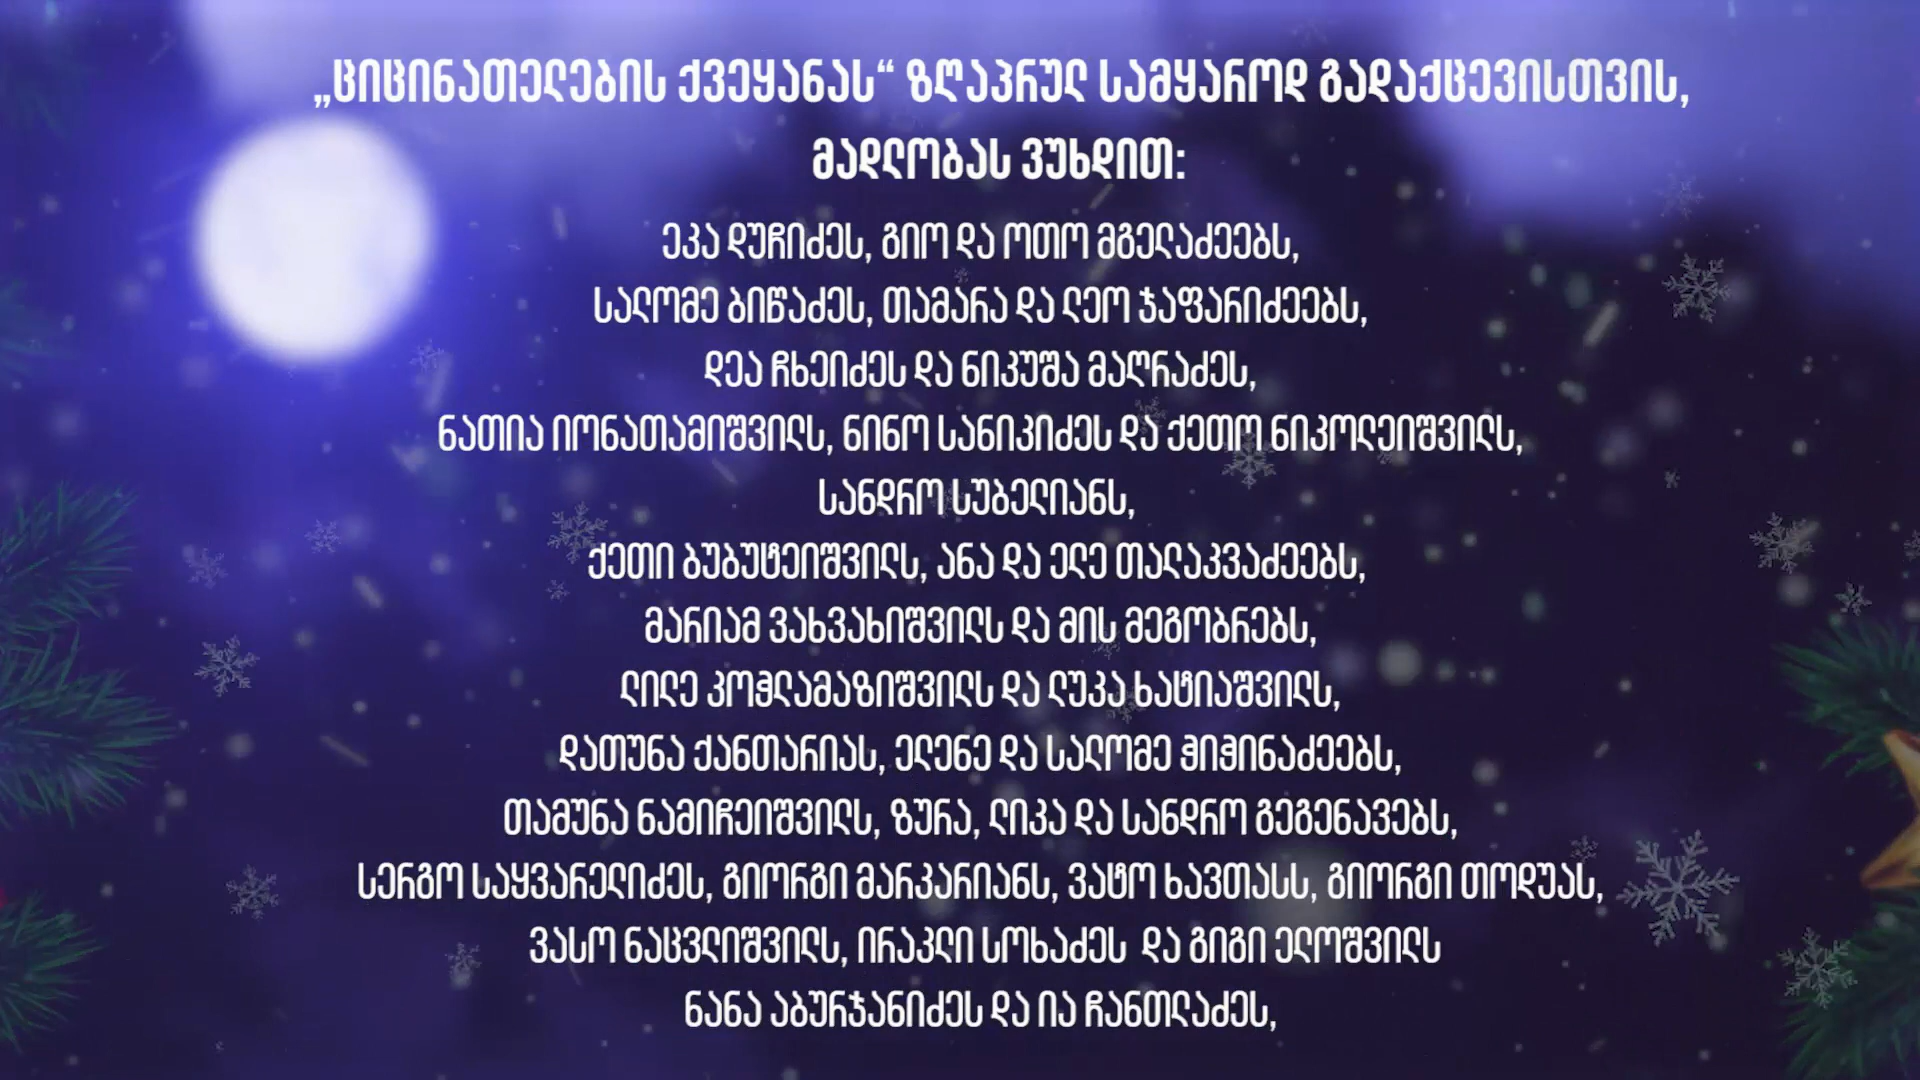 „ციცინათელების ქვეყანას“ ზღაპრულ სამყაროდ გადაქცევისთვის,
მადლობას ვუხდით:
ეკა დუჩიძეს, გიო და ოთო მგელაძეებს,
სალომე ბიწაძეს, თამარა და ლეო ჯაფარიძეებს,
დეა ჩხეიძეს და ნიკუშა მაღრაძეს,
ნათია იონათამიშვილს, ნინო სანიკიძეს და ქეთო ნიკოლეიშვილს,
სანდრო სუბელიანს,
ქეთი ბუბუტეიშვილს, ანა და ელე თალაკვაძეებს,
მარიამ ვახვახიშვილს და მის მეგობრებს,
ლილე კოჭლამაზიშვილს და ლუკა ხატიაშვილს,
დათუნა ქანთარიას, ელენე და სალომე ჭიჭინაძეებს,
თამუნა ნამიჩეიშვილს, ზურა, ლიკა და სანდრო გეგენავებს,
სერგო საყვარელიძეს, გიორგი მარკარიანს, ვატო ხავთასს, გიორგი თოდუას,
ვასო ნაცვლიშვილს, ირაკლი სოხაძეს და გიგი ელოშვილს
ნანა აბურჯანიძეს და ია ჩანთლაძეს,